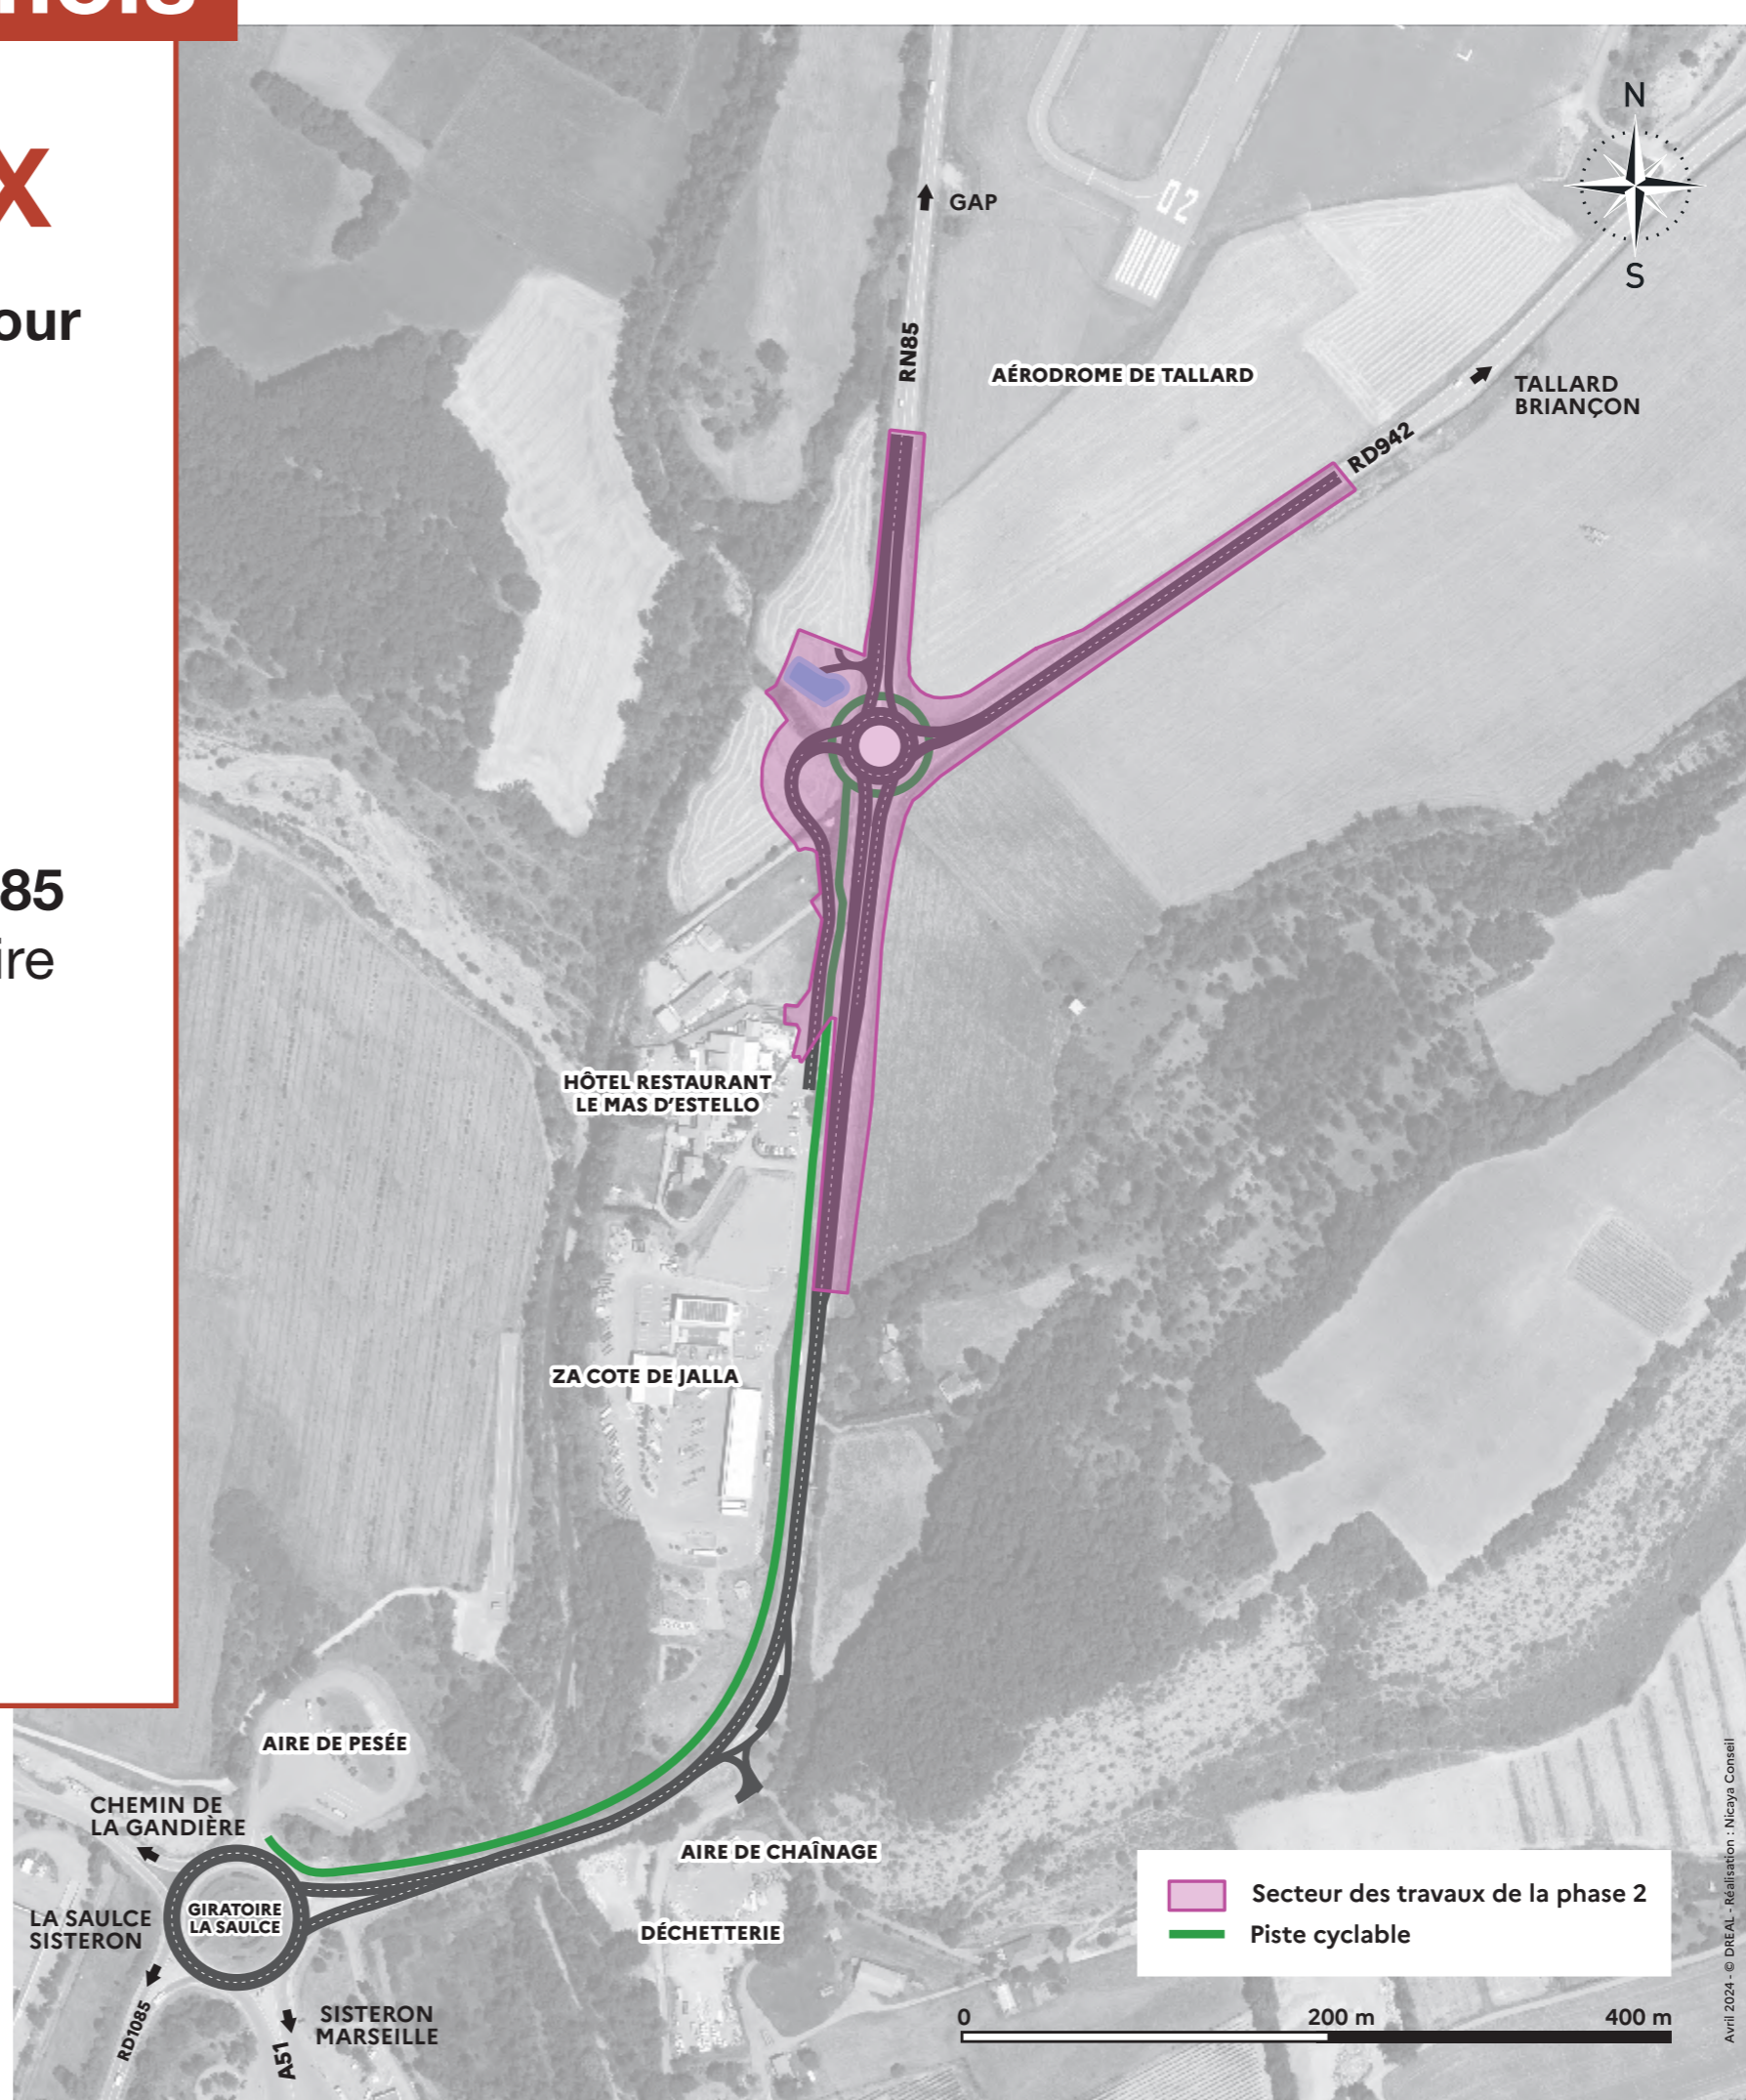 X
our
85
ire
N
S
GAP
02
RN85
AÉRODROME DE TALLARD
TALLARD
BRIANÇON
RD942
HÔTEL RESTAURANT
LE MAS D'ESTELLO
ZA COTE DE JALLA
AIRE DE PESÉE
CHEMIN DE
LA GANDIÈRE
GIRATOIRE
LA SAULCE
LA SAULCE
SISTERON
RD1085
A51
SISTERON
MARSEILLE
AIRE DE CHAÎNAGE
DÉCHETTERIE
Secteur des travaux de la phase 2
Piste cyclable
0 200 m 400 m
Avril 2024 - © DREAL - Réalisation : Nicaya Conseil